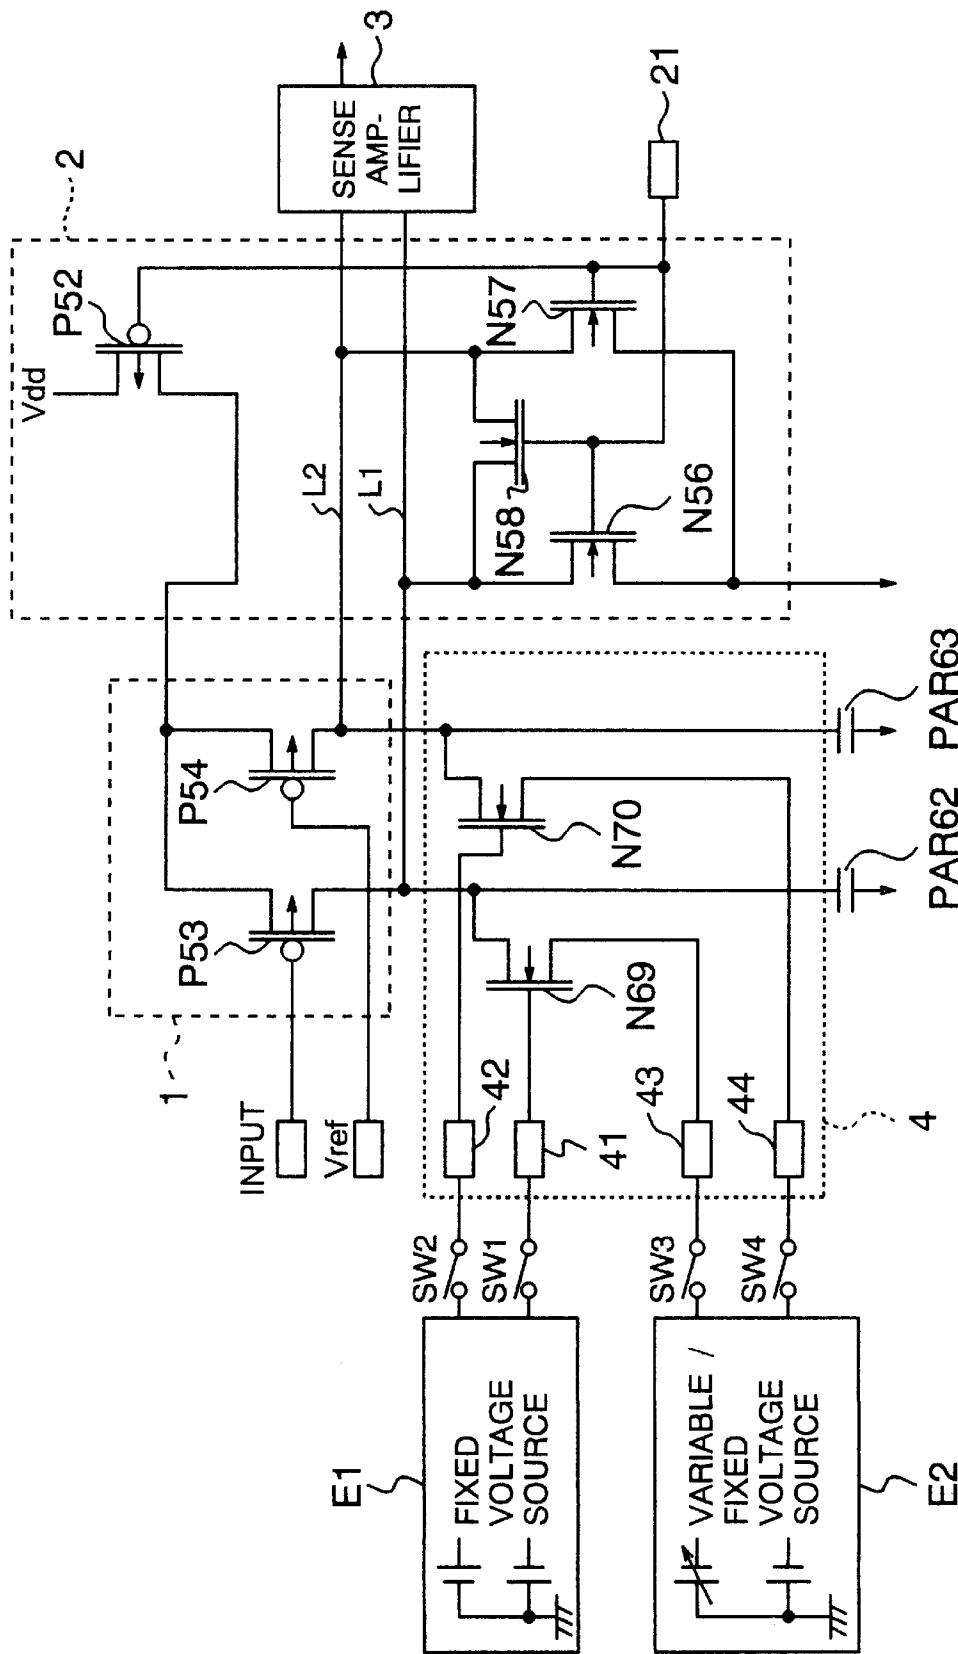 Vdd
P52
2
3
SENSE
AMP-
LIFIER
21
N57
L2
L1
N58
N56
P54
P53
1
INPUT
Vref
N70
N69
PAR63
PAR62
42
41
43
44
4
SW2
SW1
SW3
SW4
E1
FIXED
VOLTAGE
SOURCE
E2
VARIABLE /
FIXED
VOLTAGE
SOURCE